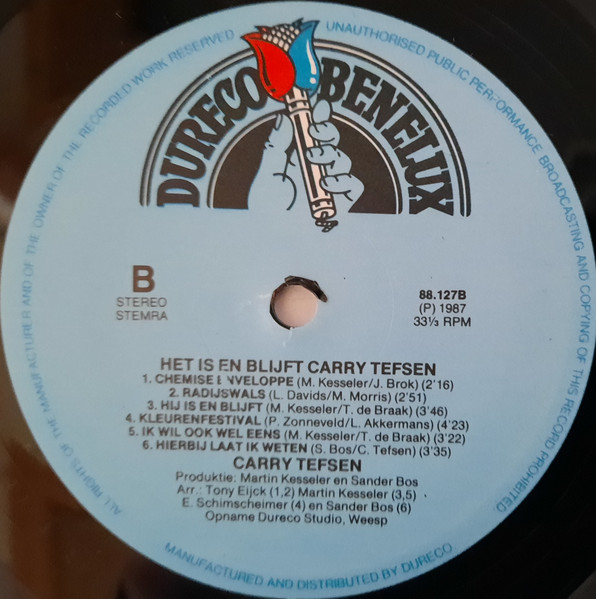 ALL RIGHTS OF THE MANUFACTURER AND OF THE OWNER OF THE RECORDED WORK RESERVED
UNAUTHORISED PUBLIC PERFORMANCE BROADCASTING AND COPYING OF THIS RECORD PROHIBITED
DURECO BENELUX
B
STEREO
STEMRA
88.127B
(P) 1987
33⅓ RPM
HET IS EN BLIJFT CARRY TEFSEN
1. CHEMISE ENVELOPPE (M. Kesseler/J. Brok) (2'16)
2. RADIJSWALS (L. Davids/M. Morris) (2'51)
3. HIJ IS EN BLIJFT (M. Kesseler/T. de Braak) (3'46)
4. KLEURENFESTIVAL (P. Zonneveld/L. Akkermans) (4'23)
5. IK WIL OOK WEL EENS (M. Kesseler/T. de Braak) (3'22)
6. HIERBIJ LAAT IK WETEN (S. Bos/C. Tefsen) (3'35)
CARRY TEFSEN
Produktie: Martin Kesseler en Sander Bos
Arr.: Tony Eijck (1,2) Martin Kesseler (3,5)
E. Schimscheimer (4) en Sander Bos (6)
Opname Dureco Studio, Weesp
MANUFACTURED AND DISTRIBUTED BY DURECO